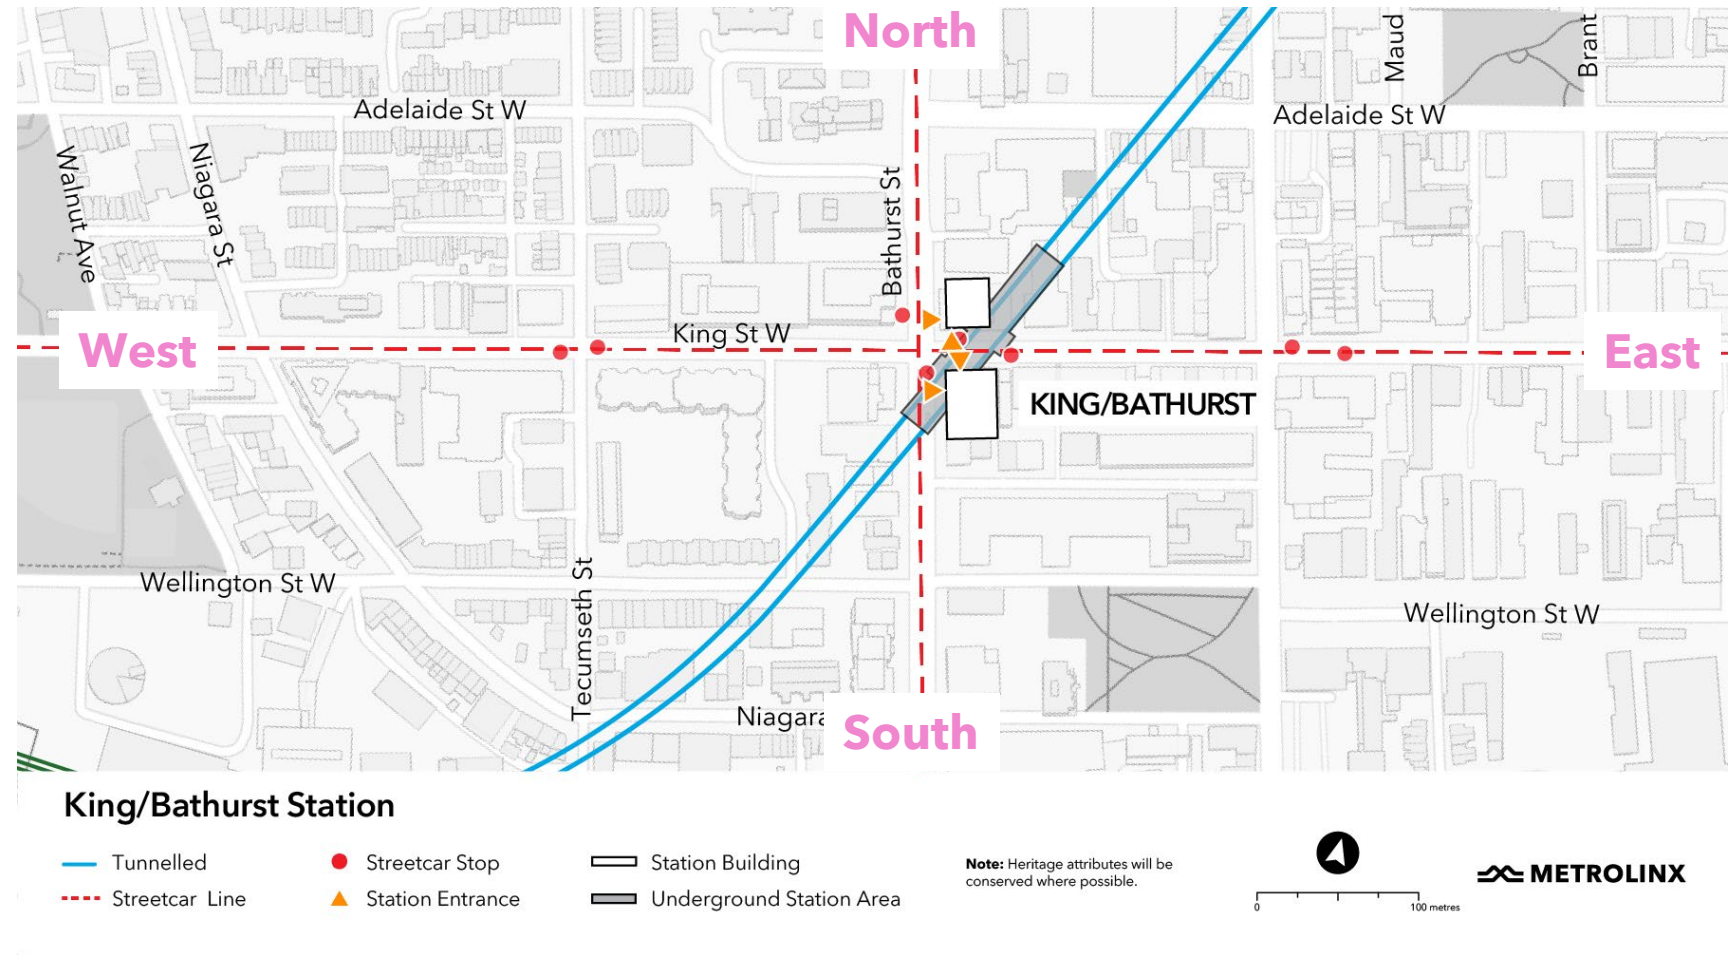 North
Maud
Brant
Adelaide St W
Adelaide St W
Walnut Ave
Niagara St
Bathurst St
King St W
West
East
KING/BATHURST
Wellington St W
Tecumseth St
Wellington St W
Niagara
South
King/Bathurst Station
Tunnelled
Streetcar Stop
Station Building
Streetcar Line
Station Entrance
Underground Station Area
Note: Heritage attributes will be
conserved where possible.
0
100 metres
METROLINX